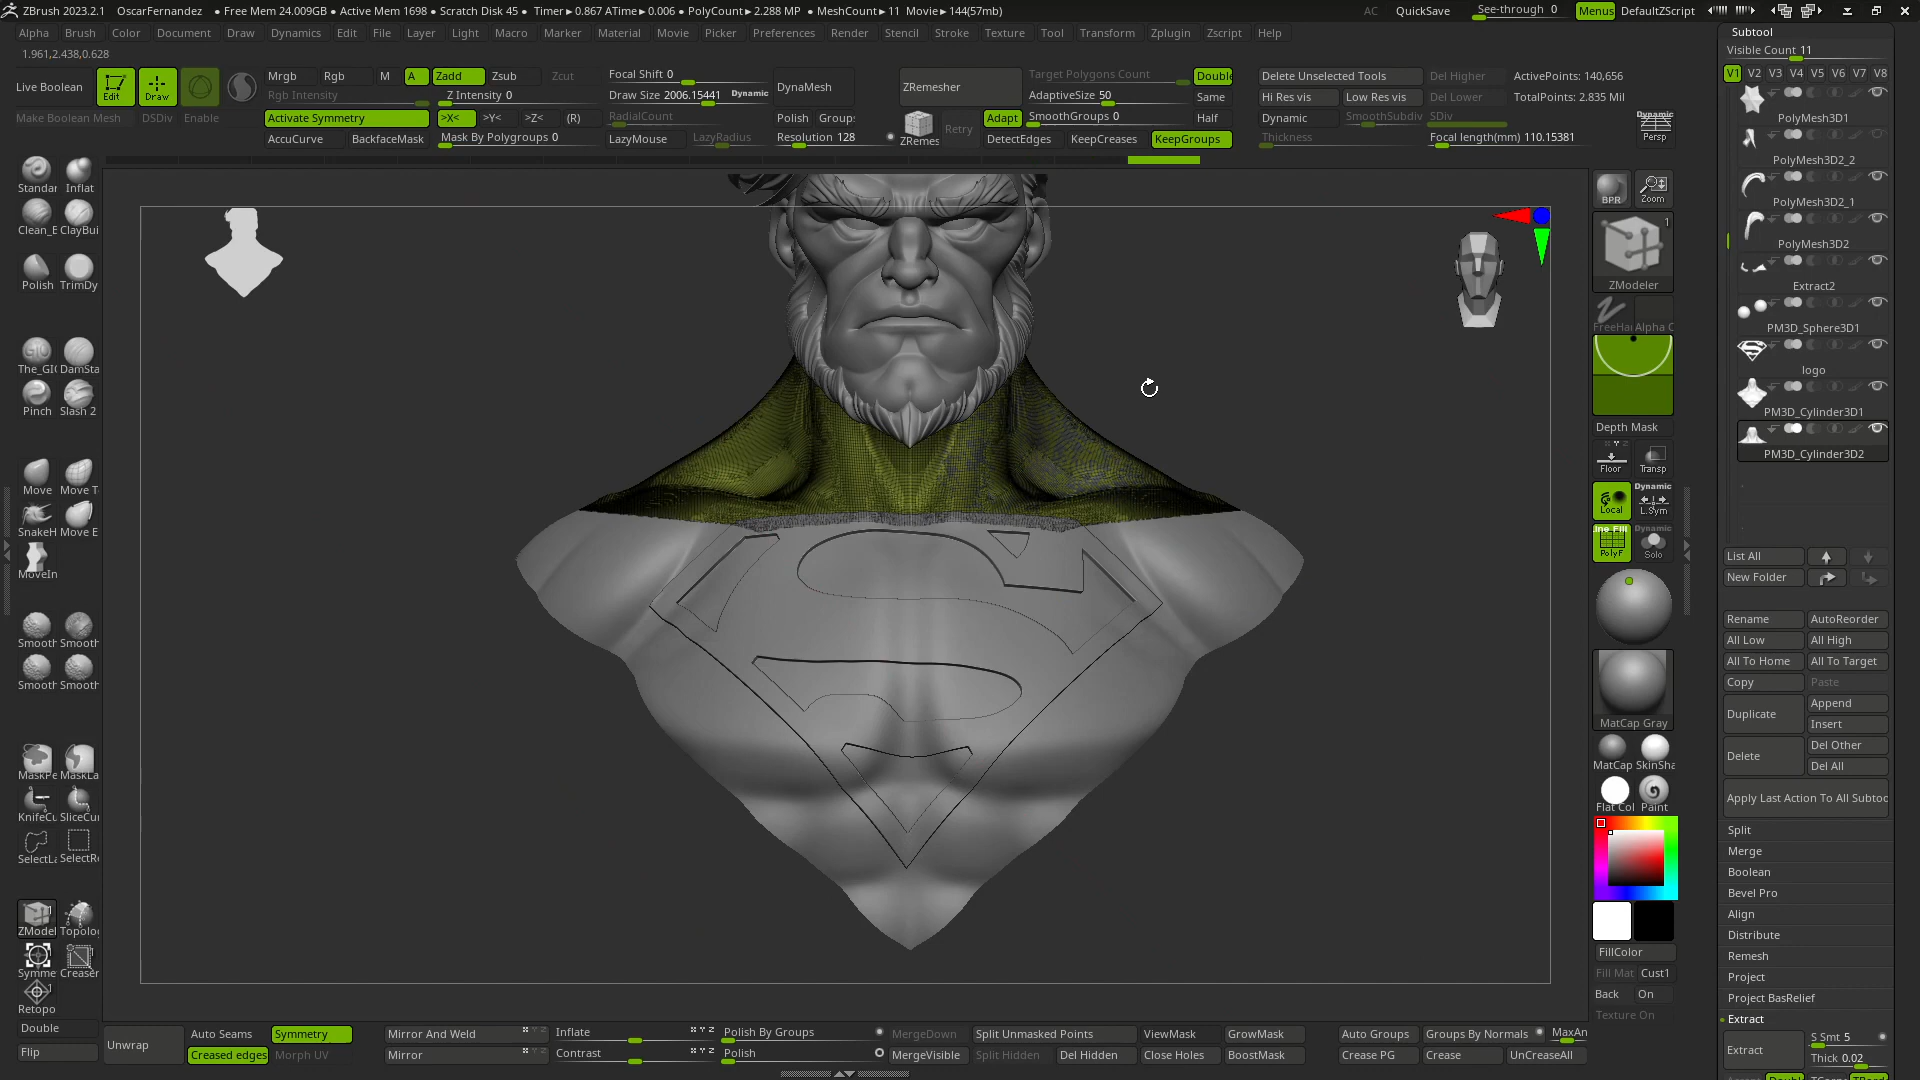 ZBrush 2023.2.1 OscarFernandez • Free Mem 24.009GB • Active Mem 1698 • Scratch Disk 45 • Timer▸0.867 ATime▸0.006 • PolyCount▸2.288 MP • MeshCount▸11 Movie▸144(57mb) AC QuickSave See-through 0 Menus DefaultZScript
Alpha Brush Color Document Draw Dynamics Edit File Layer Light Macro Marker Material Movie Picker Preferences Render Stencil Stroke Texture Tool Transform Zplugin Zscript Help
1.961,2.438,0.628
Live Boolean
Make Boolean Mesh
Edit
Draw
DSDiv
Enable
Mrgb Rgb M A Zadd Zsub Zcut
Rgb Intensity Z Intensity 0
Activate Symmetry >X< >Y< >Z< (R)
AccuCurve BackfaceMask Mask By Polygroups 0
Focal Shift 0
Draw Size 2006.15441 Dynamic
RadialCount
LazyMouse LazyRadius
DynaMesh
Polish Group:
Resolution 128
ZRemesher
ZRemes
Retry
Target Polygons Count Double
AdaptiveSize 50 Same
Adapt SmoothGroups 0 Half
DetectEdges KeepCreases KeepGroups
Delete Unselected Tools Del Higher ActivePoints: 140,656
Hi Res vis Low Res vis Del Lower TotalPoints: 2.835 Mil
Dynamic SmoothSubdiv SDiv
Thickness Focal length(mm) 110.15381
Dynamic
Persp
Standar Inflat
Clean_E ClayBui
Polish TrimDy
The_GIO DamSta
Pinch Slash 2
Move Move T
SnakeH Move E
MoveIn
Smooth Smooth
Smooth Smooth
MaskPe MaskLa
KnifeCu SliceCur
SelectLa SelectRe
ZModel Topolog
Symme Creaser
Retopo
Double
Flip
BPR Zoom
1
ZModeler
FreeHan Alpha C
Depth Mask
Floor Transp
Dynamic
Local L.Sym
Line Fill Dynamic
PolyF Solo
MatCap Gray
MatCap SkinSha
Flat Col Paint
FillColor
Fill Mat Cust1
Back On
Texture On
Subtool
Visible Count 11
V1 V2 V3 V4 V5 V6 V7 V8
PolyMesh3D1
PolyMesh3D2_2
PolyMesh3D2_1
PolyMesh3D2
Extract2
PM3D_Sphere3D1
logo
PM3D_Cylinder3D1
PM3D_Cylinder3D2
List All
New Folder
Rename AutoReorder
All Low All High
All To Home All To Target
Copy Paste
Duplicate Append
Insert
Delete Del Other
Del All
Apply Last Action To All Subtoo
Split
Merge
Boolean
Bevel Pro
Align
Distribute
Remesh
Project
Project BasRelief
Extract
Extract S Smt 5
Thick 0.02
Unwrap
Auto Seams Symmetry
Creased edges Morph UV
Mirror And Weld
Mirror
Inflate Polish By Groups
Contrast Polish
MergeDown Split Unmasked Points ViewMask GrowMask
MergeVisible Split Hidden Del Hidden Close Holes BoostMask
Auto Groups Groups By Normals MaxAn
Crease PG Crease UnCreaseAll